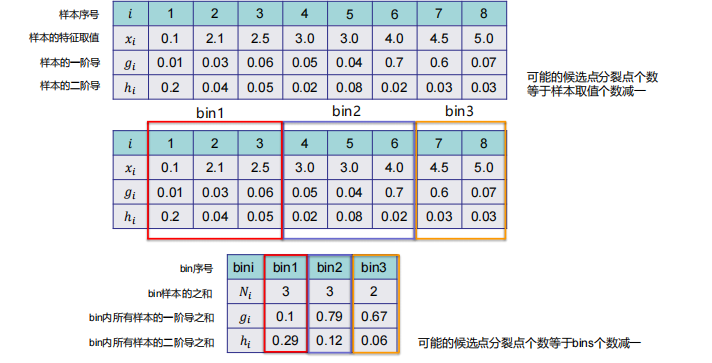 样本序号 i 1 2 3 4 5 6 7 8
样本的特征取值 xi 0.1 2.1 2.5 3.0 3.0 4.0 4.5 5.0
样本的一阶导 gi 0.01 0.03 0.06 0.05 0.04 0.7 0.6 0.07
样本的二阶导 hi 0.2 0.04 0.05 0.02 0.08 0.02 0.03 0.03
可能的候选点分裂点个数
等于样本取值个数减一
bin1 bin2 bin3
i 1 2 3 4 5 6 7 8
xi 0.1 2.1 2.5 3.0 3.0 4.0 4.5 5.0
gi 0.01 0.03 0.06 0.05 0.04 0.7 0.6 0.07
hi 0.2 0.04 0.05 0.02 0.08 0.02 0.03 0.03
bin序号 bini bin1 bin2 bin3
bin样本的之和 Ni 3 3 2
bin内所有样本的一阶导之和 gi 0.1 0.79 0.67
bin内所有样本的二阶导之和 hi 0.29 0.12 0.06
可能的候选点分裂点个数等于bins个数减一